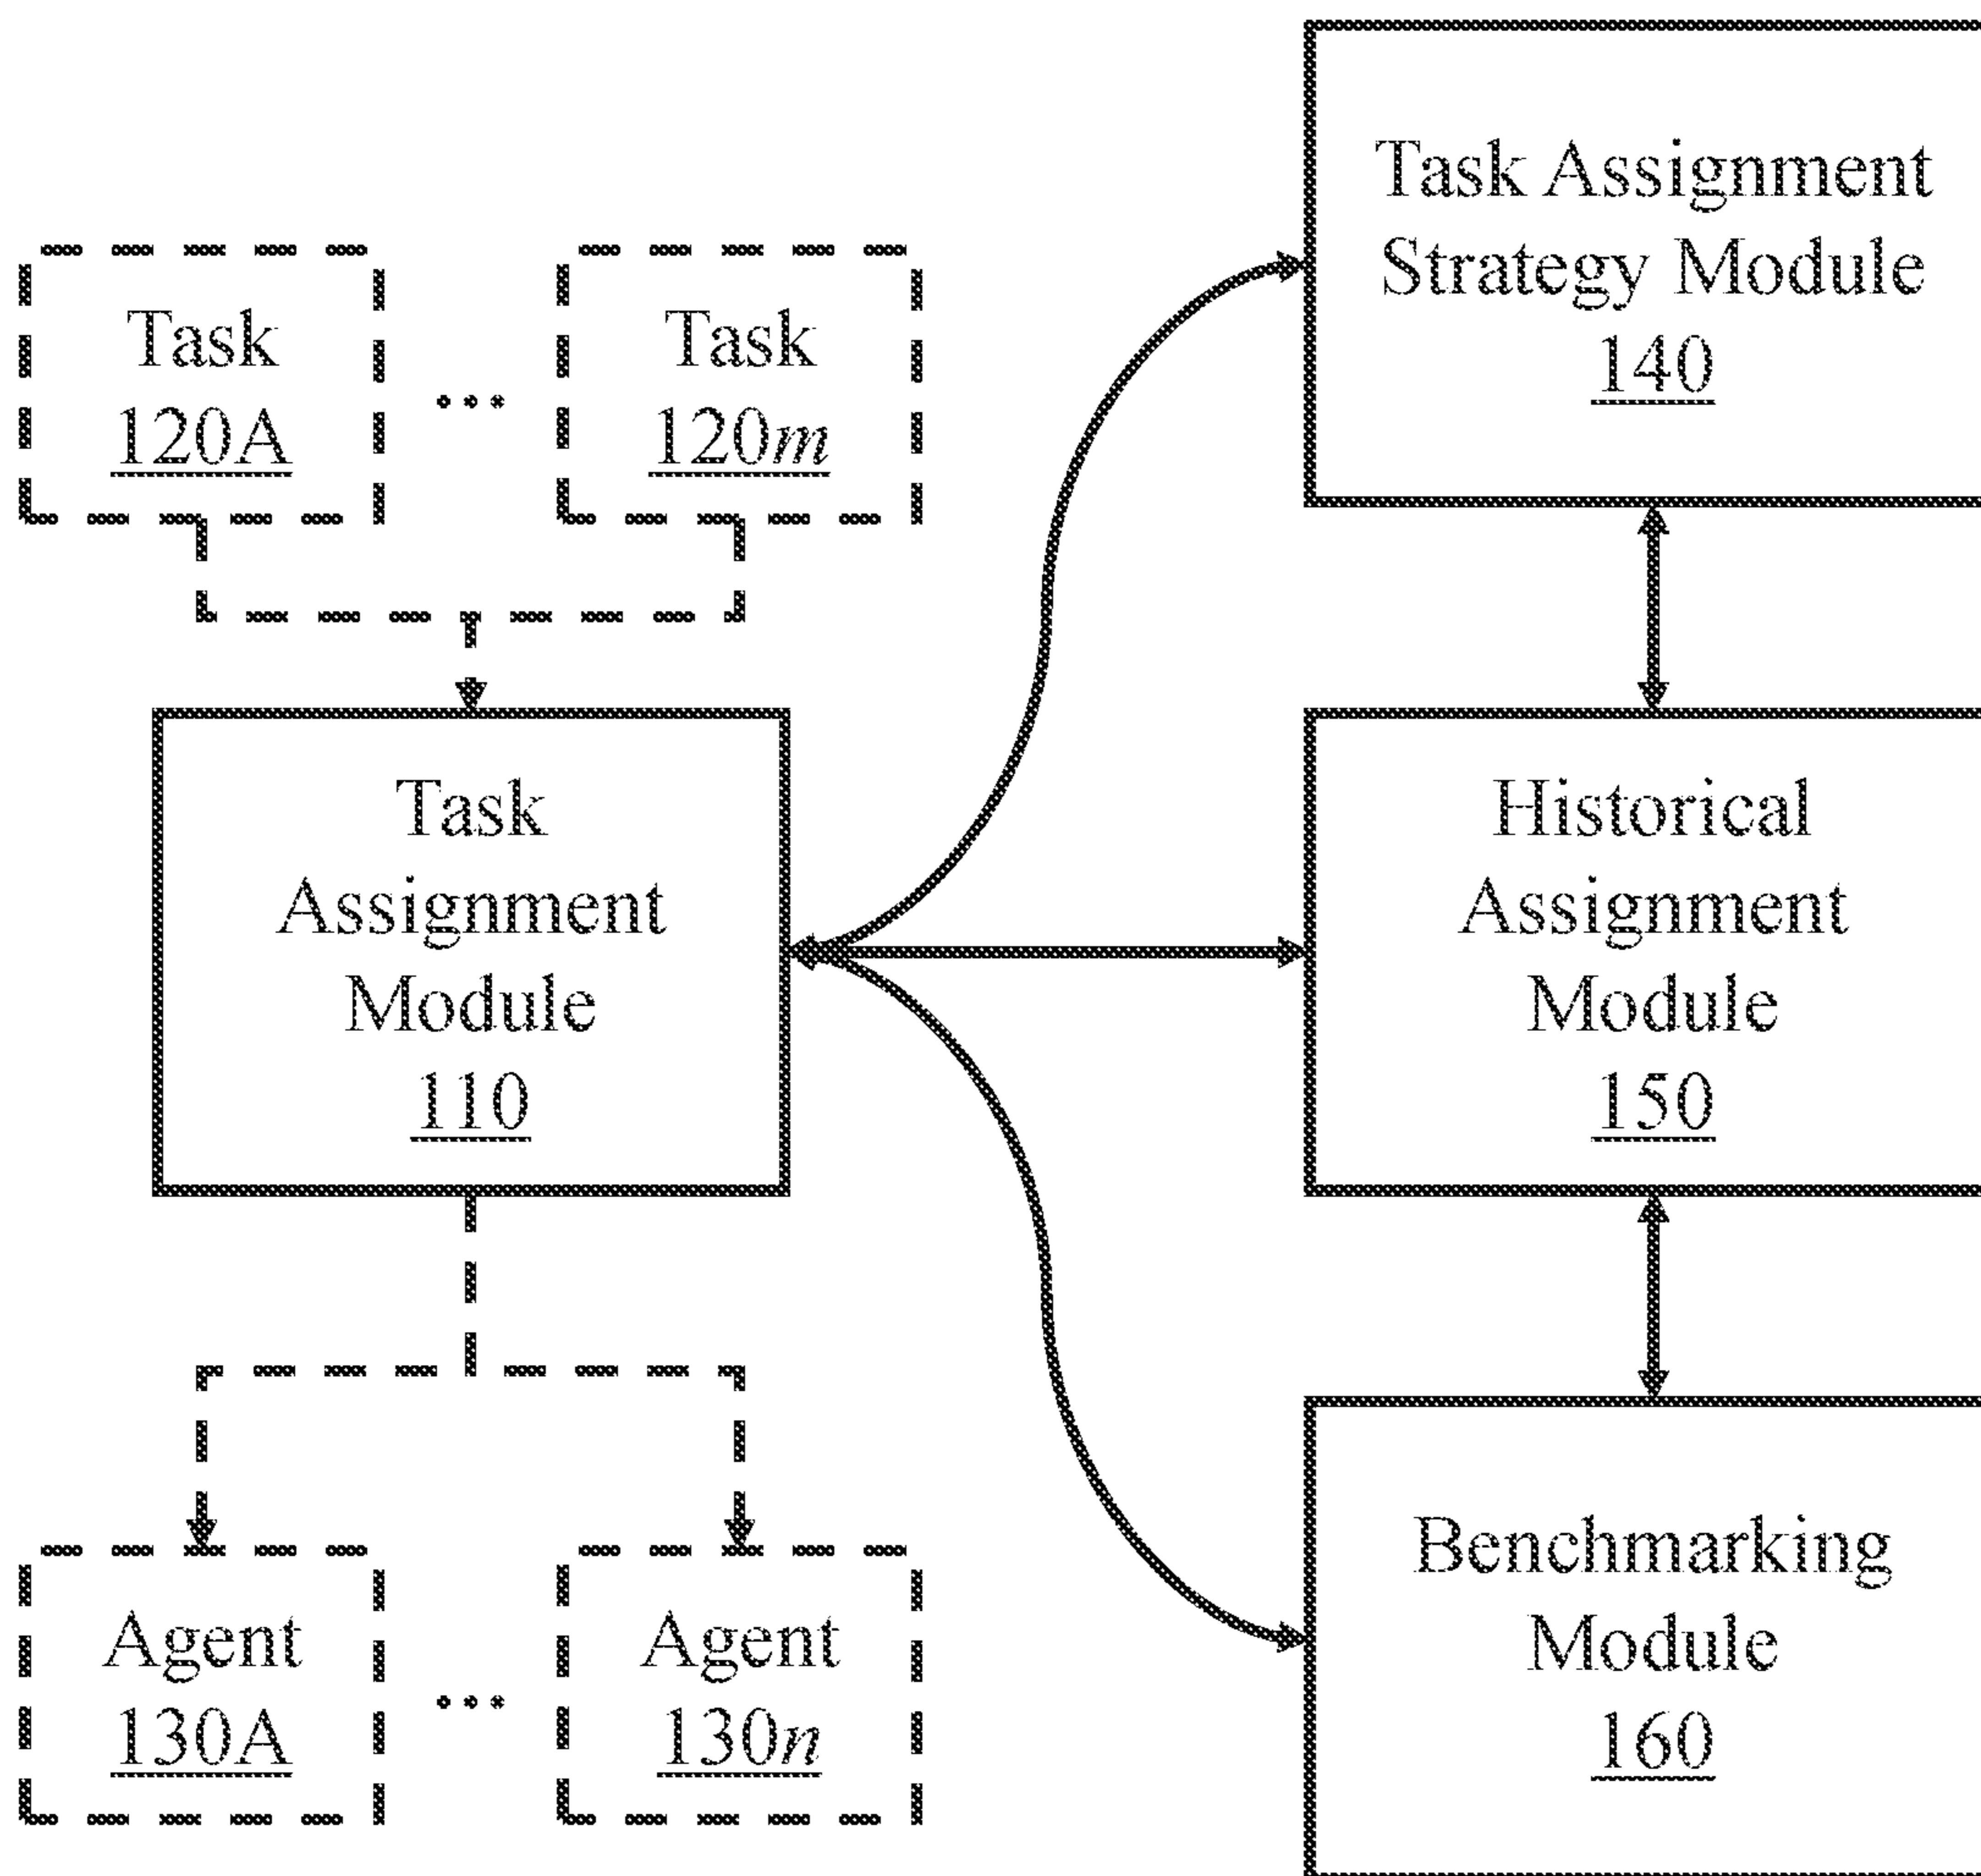 Task Assignment
Strategy Module
140
Task
120A
...
Task
120m
Task
Assignment
Module
110
Historical
Assignment
Module
150
Agent
130A
...
Agent
130n
Benchmarking
Module
160